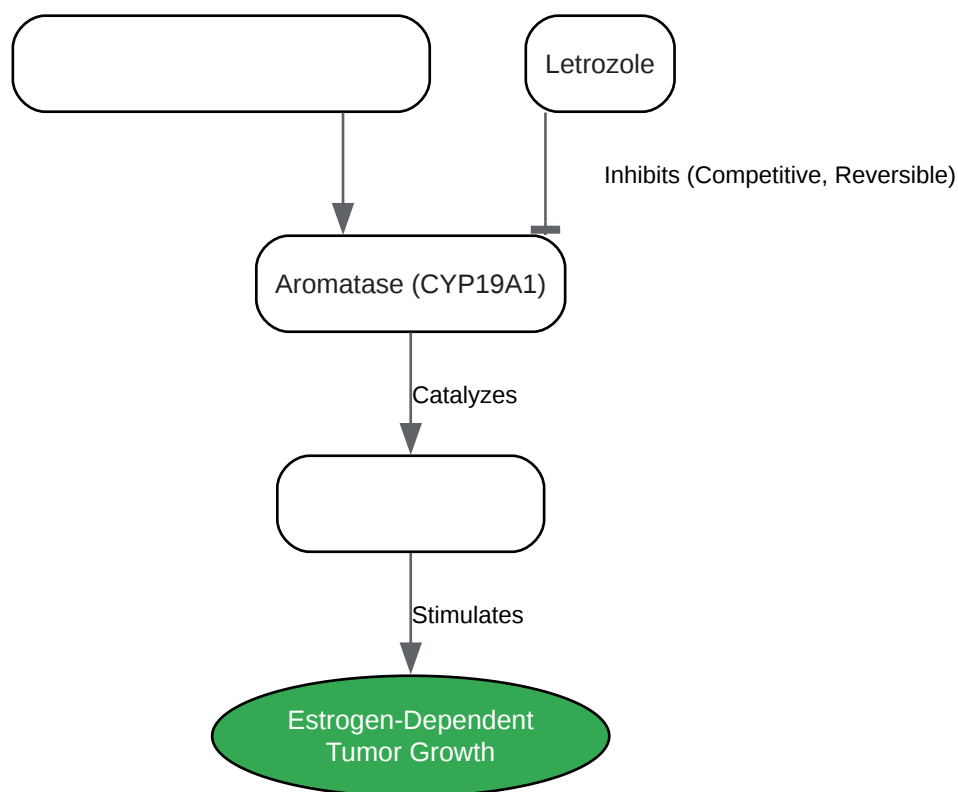 Letrozole
Inhibits (Competitive, Reversible)
Aromatase (CYP19A1)
Catalyzes
Stimulates
Estrogen-Dependent
Tumor Growth